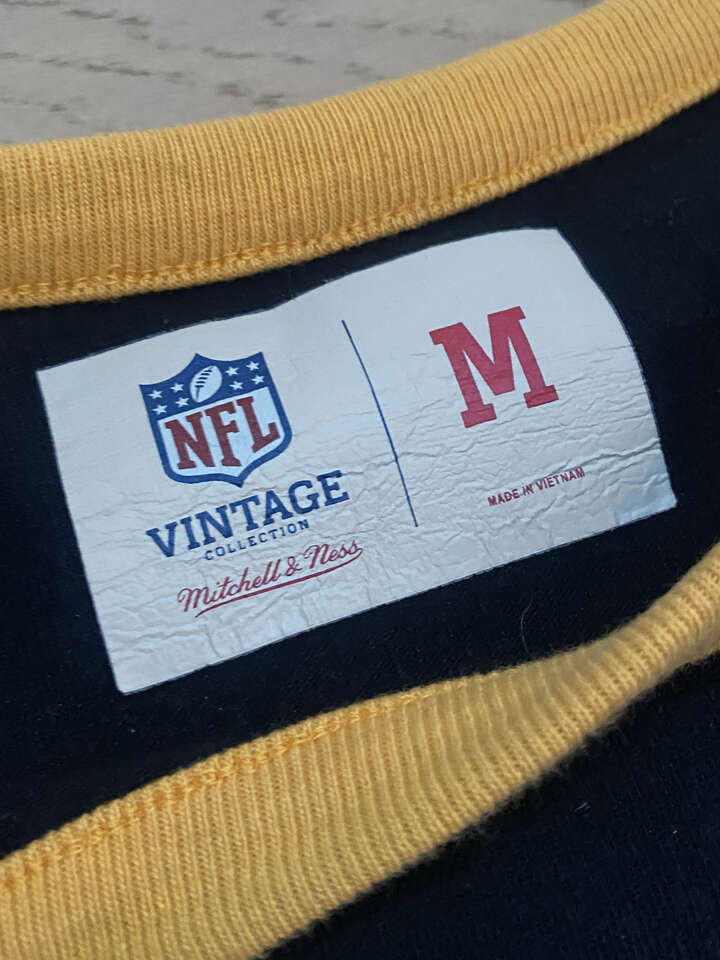 NFL
VINTAGE
COLLECTION
Mitchell & Ness
M
MADE IN VIETNAM